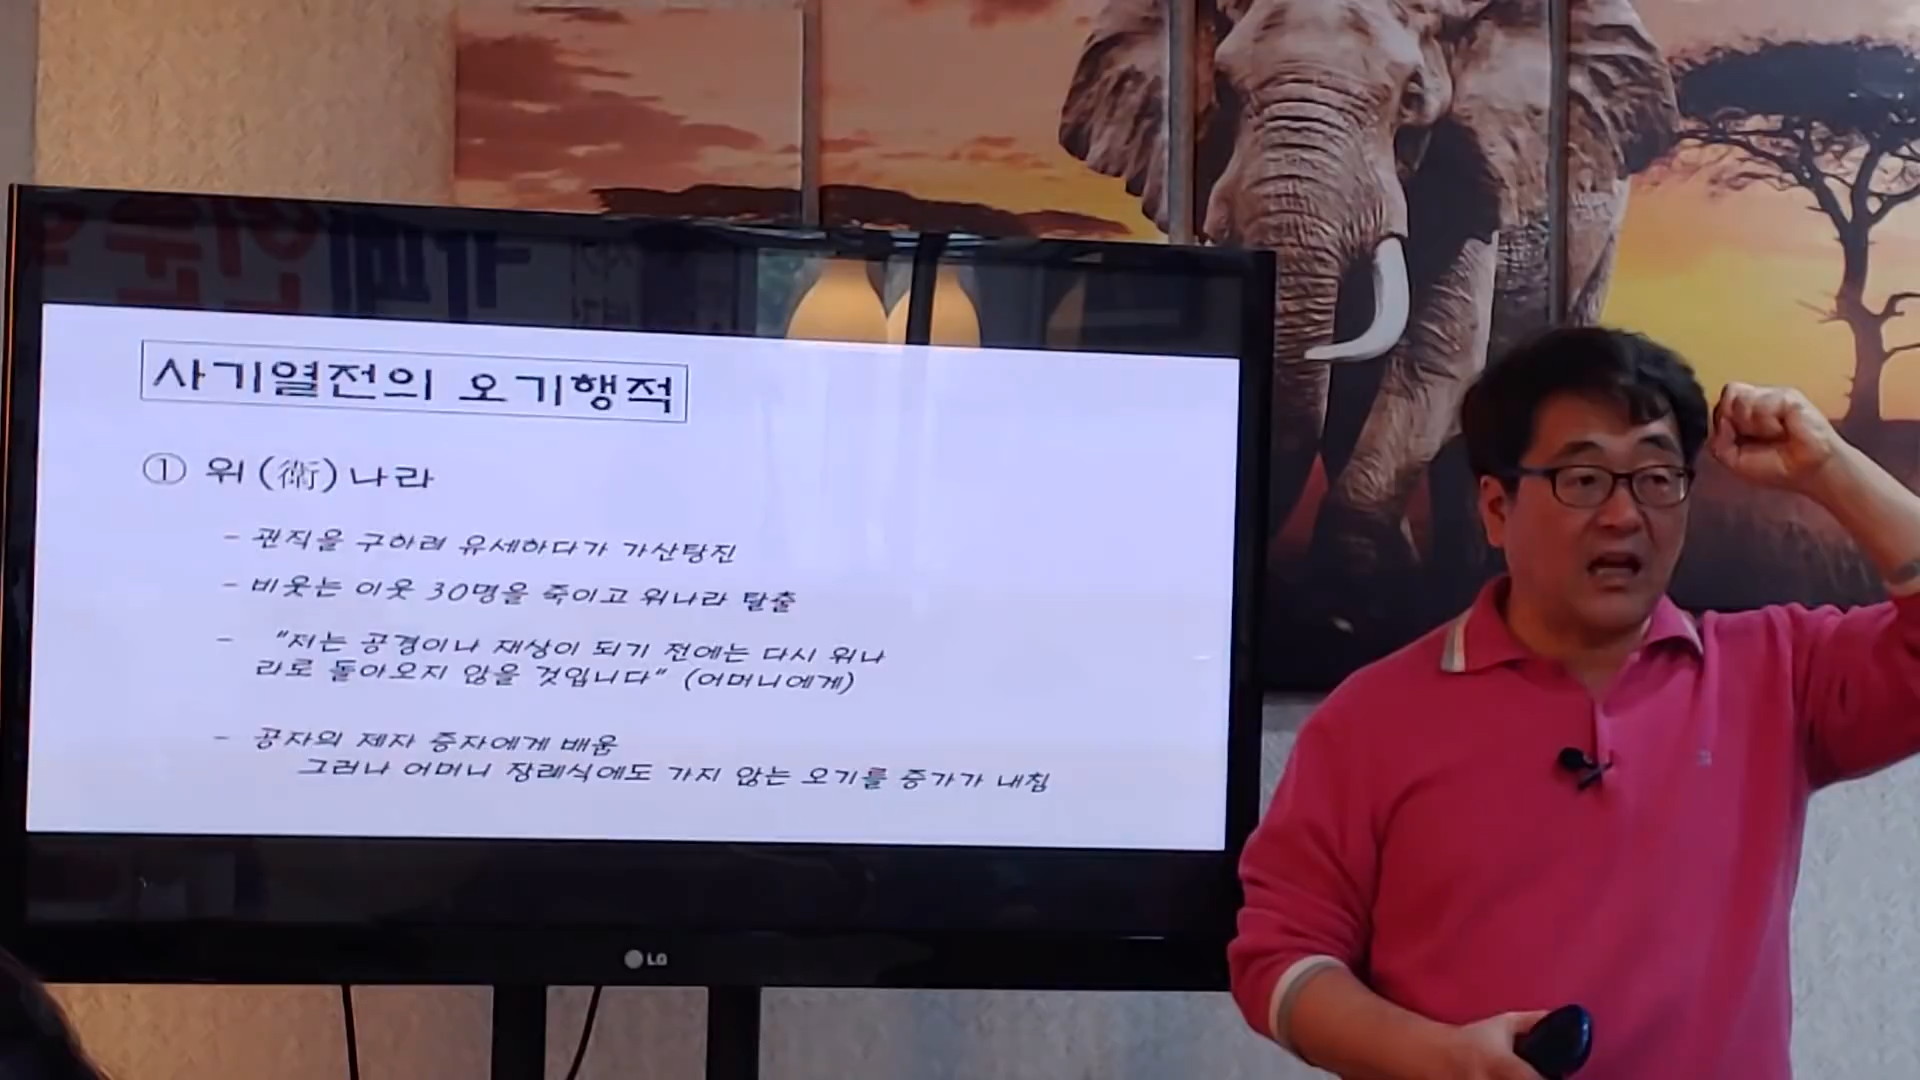 사기열전의 오기행적
① 위(術)나라
- 관직을 구하려 유세하다가 가산탕진
- 비웃는 이웃 30명을 죽이고 위나라 탈출
- "저는 공경이나 재상이 되기 전에는 다시 위나
라로 돌아오지 않을 것입니다" (어머니에게)
- 공자의 제자 증자에게 배움
그러나 어머니 장례식에도 가지 않는 오기를 증가가 내침
LG